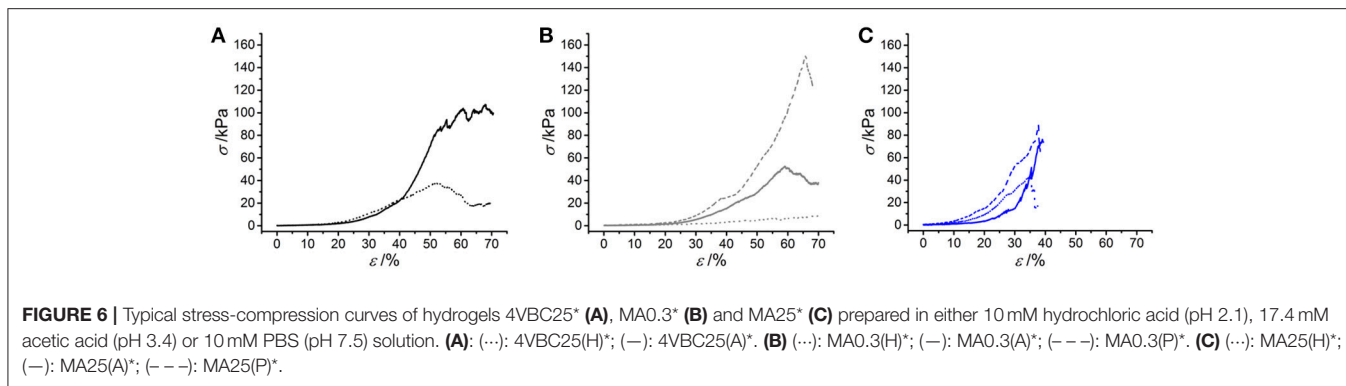 A
B
C
160
140
120
100
80
60
40
20
0
σ /kPa
0 10 20 30 40 50 60 70
ε /%
160
140
120
100
80
60
40
20
0
σ /kPa
0 10 20 30 40 50 60 70
ε /%
160
140
120
100
80
60
40
20
0
σ /kPa
0 10 20 30 40 50 60 70
ε /%
FIGURE 6 | Typical stress-compression curves of hydrogels 4VBC25* (A), MA0.3* (B) and MA25* (C) prepared in either 10 mM hydrochloric acid (pH 2.1), 17.4 mM
acetic acid (pH 3.4) or 10 mM PBS (pH 7.5) solution. (A): (···): 4VBC25(H)*; (—): 4VBC25(A)*. (B) (···): MA0.3(H)*; (—): MA0.3(A)*; (– – –): MA0.3(P)*. (C) (···): MA25(H)*;
(—): MA25(A)*; (– – –): MA25(P)*.